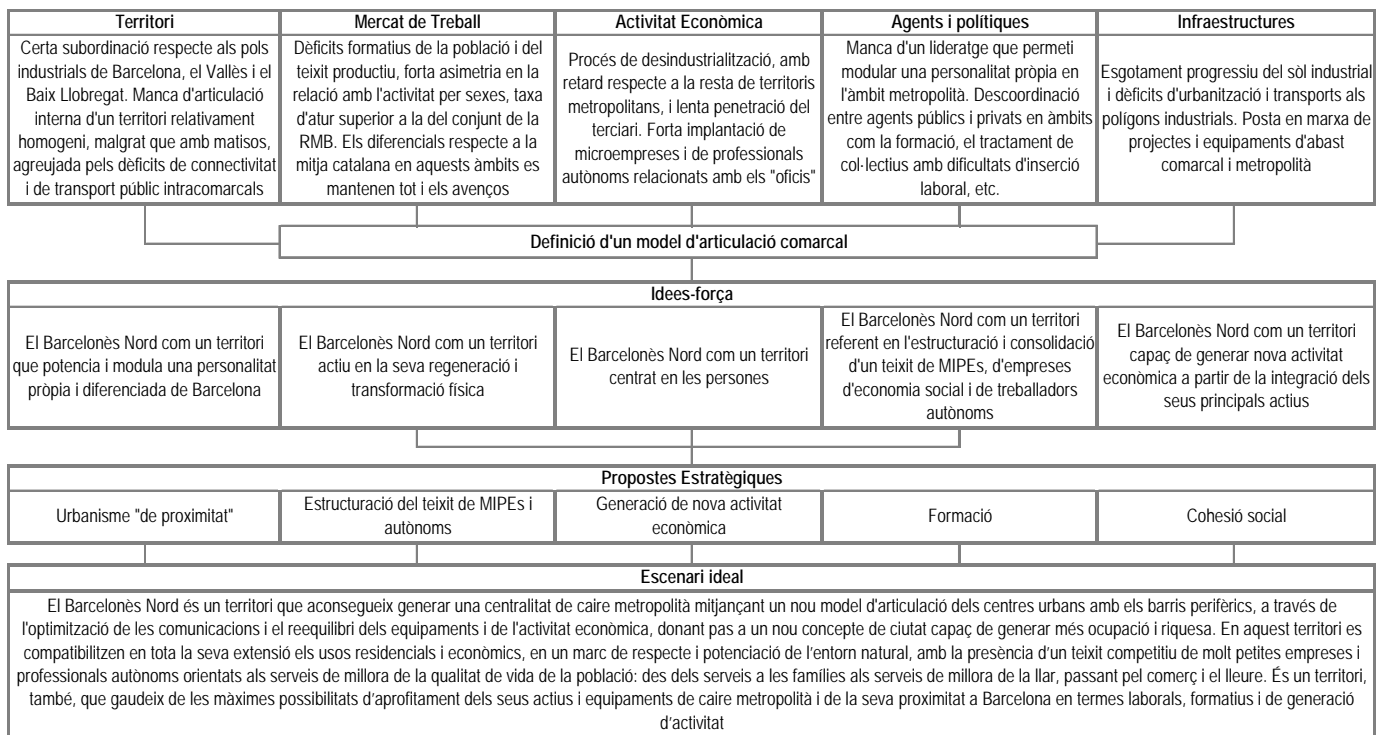 Territori
Certa subordinació respecte als pols
industrials de Barcelona, el Vallès i el
Baix Llobregat. Manca d'articulació
interna d'un territori relativament
homogeni, malgrat que amb matisos,
agreujada pels dèficits de connectivitat
i de transport públic intracomarcals
Mercat de Treball
Dèficits formatius de la població i del
teixit productiu, forta asimetria en la
relació amb l'activitat per sexes, taxa
d'atur superior a la del conjunt de la
RMB. Els diferencials respecte a la
mitja catalana en aquests àmbits es
mantenen tot i els avenços
Activitat Econòmica
Procés de desindustrialització, amb
retard respecte a la resta de territoris
metropolitans, i lenta penetració del
terciari. Forta implantació de
microempreses i de professionals
autònoms relacionats amb els "oficis"
Agents i polítiques
Manca d'un lideratge que permeti
modular una personalitat pròpia en
l'àmbit metropolità. Descoordinació
entre agents públics i privats en àmbits
com la formació, el tractament de
col·lectius amb dificultats d'inserció
laboral, etc.
Infraestructures
Esgotament progressiu del sòl industrial
i dèficits d'urbanització i transports als
polígons industrials. Posta en marxa de
projectes i equipaments d'abast
comarcal i metropolità
Definició d'un model d'articulació comarcal
Idees-força
El Barcelonès Nord com un territori
que potencia i modula una personalitat
pròpia i diferenciada de Barcelona
El Barcelonès Nord com un territori
actiu en la seva regeneració i
transformació física
El Barcelonès Nord com un territori
centrat en les persones
El Barcelonès Nord com un territori
referent en l'estructuració i consolidació
d'un teixit de MIPEs, d'empreses
d'economia social i de treballadors
autònoms
El Barcelonès Nord com un territori
capaç de generar nova activitat
econòmica a partir de la integració dels
seus principals actius
Propostes Estratègiques
Urbanisme "de proximitat"
Estructuració del teixit de MIPEs i
autònoms
Generació de nova activitat
econòmica
Formació
Cohesió social
Escenari ideal
El Barcelonès Nord és un territori que aconsegueix generar una centralitat de caire metropolità mitjançant un nou model d'articulació dels centres urbans amb els barris perifèrics, a través de
l'optimització de les comunicacions i el reequilibri dels equipaments i de l'activitat econòmica, donant pas a un nou concepte de ciutat capaç de generar més ocupació i riquesa. En aquest territori es
compatibilitzen en tota la seva extensió els usos residencials i econòmics, en un marc de respecte i potenciació de l'entorn natural, amb la presència d'un teixit competitiu de molt petites empreses i
professionals autònoms orientats als serveis de millora de la qualitat de vida de la població: des dels serveis a les famílies als serveis de millora de la llar, passant pel comerç i el lleure. És un territori,
també, que gaudeix de les màximes possibilitats d'aprofitament dels seus actius i equipaments de caire metropolità i de la seva proximitat a Barcelona en termes laborals, formatius i de generació
d'activitat